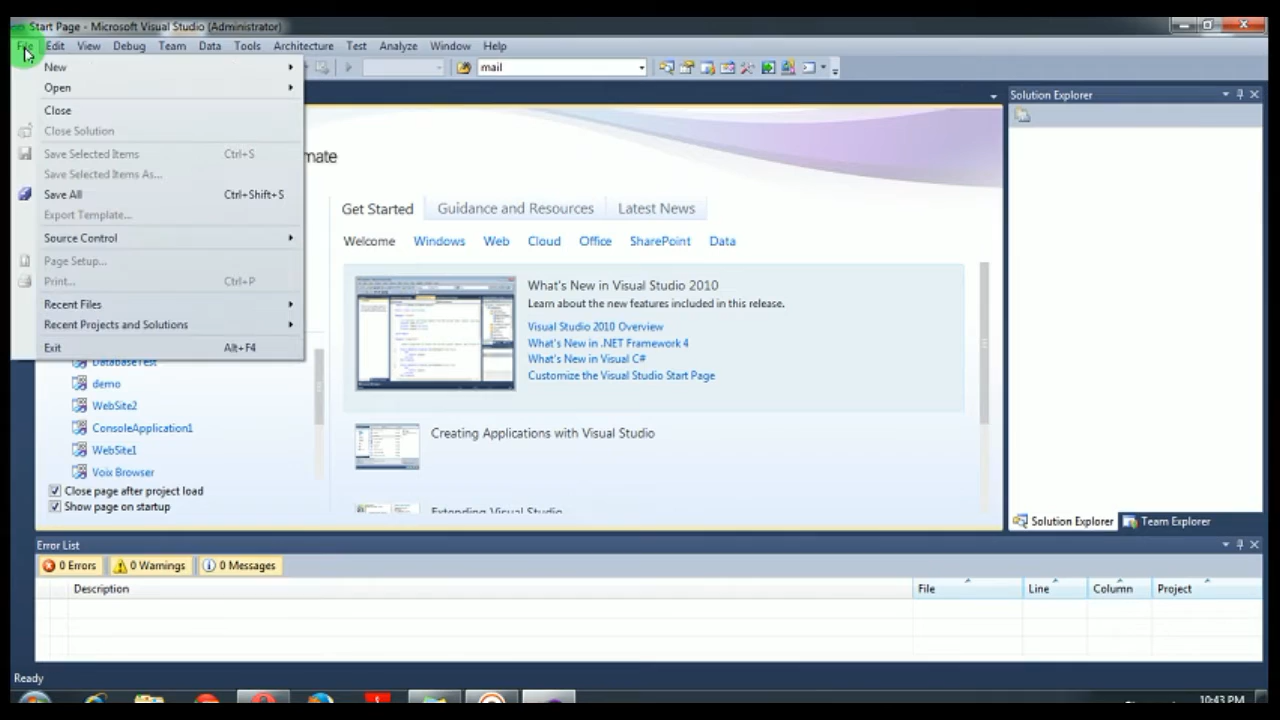 Start Page - Microsoft Visual Studio (Administrator)
File Edit View Debug Team Data Tools Architecture Test Analyze Window Help
mail
New
Open
Close
Close Solution
Save Selected Items Ctrl+S
Save Selected Items As...
Save All Ctrl+Shift+S
Export Template...
Source Control
Page Setup...
Print... Ctrl+P
Recent Files
Recent Projects and Solutions
Exit Alt+F4
DatabaseTest
demo
WebSite2
ConsoleApplication1
WebSite1
Voix Browser
Close page after project load
Show page on startup
mate
Get Started Guidance and Resources Latest News
Welcome Windows Web Cloud Office SharePoint Data
What's New in Visual Studio 2010
Learn about the new features included in this release.
Visual Studio 2010 Overview
What's New in .NET Framework 4
What's New in Visual C#
Customize the Visual Studio Start Page
Creating Applications with Visual Studio
Extending Visual Studio
Solution Explorer
Solution Explorer Team Explorer
Error List
0 Errors 0 Warnings 0 Messages
Description File Line Column Project
Ready
10:43 PM